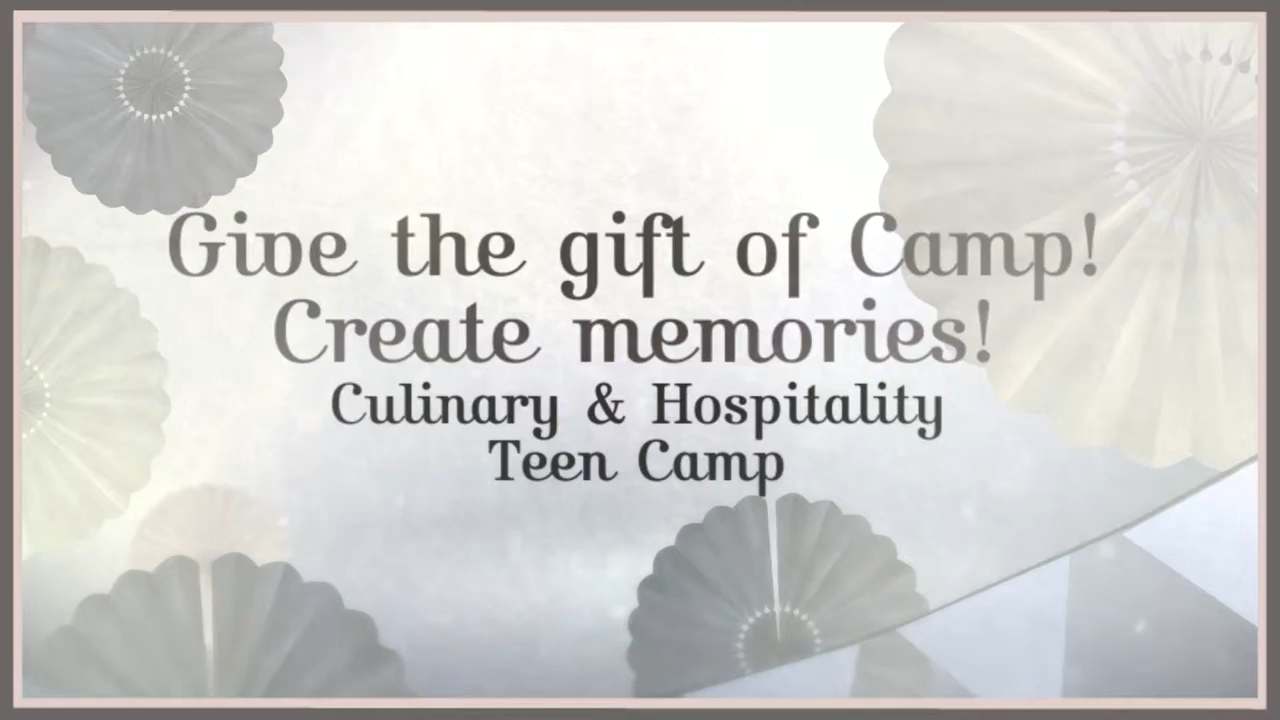 Give the gift of Camp!
Create memories!
Culinary & Hospitality
Teen Camp